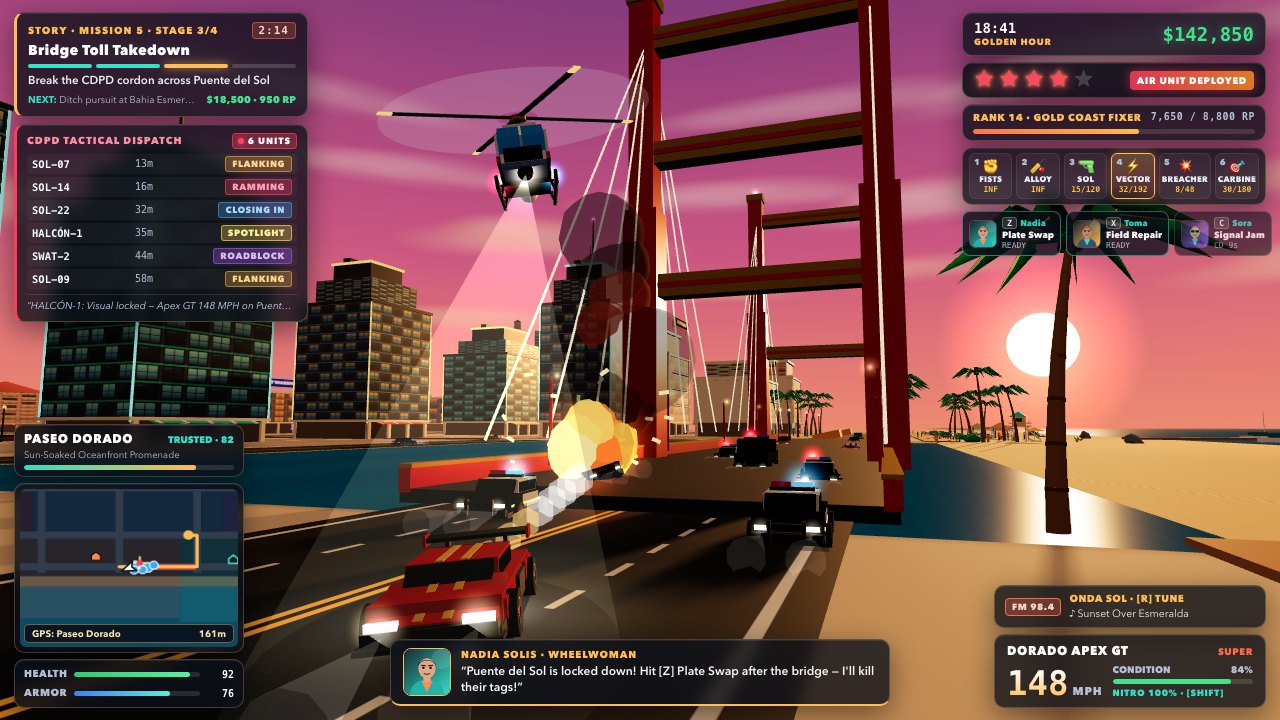 STORY · MISSION 5 · STAGE 3/4
2:14
Bridge Toll Takedown
Break the CDPD cordon across Puente del Sol
NEXT: Ditch pursuit at Bahia Esmer… $18,500 · 950 RP
CDPD TACTICAL DISPATCH
6 UNITS
SOL–07 13m FLANKING
SOL–14 16m RAMMING
SOL–22 32m CLOSING IN
HALCÓN–1 35m SPOTLIGHT
SWAT–2 44m ROADBLOCK
SOL–09 58m FLANKING
“HALCÓN-1: Visual locked — Apex GT 148 MPH on Puent…
18:41
GOLDEN HOUR
$142,850
AIR UNIT DEPLOYED
RANK 14 · GOLD COAST FIXER 7,650 / 8,800 RP
1 FISTS INF
2 ALLOY INF
3 SOL 15/120
4 VECTOR 32/192
5 BREACHER 8/48
6 CARBINE 30/180
Z Nadia
Plate Swap
READY
X Toma
Field Repair
READY
C Sora
Signal Jam
CD 9s
PASEO DORADO TRUSTED · 82
Sun-Soaked Oceanfront Promenade
GPS: Paseo Dorado 161m
HEALTH 92
ARMOR 76
NADIA SOLIS · WHEELWOMAN
“Puente del Sol is locked down! Hit [Z] Plate Swap after the bridge — I'll kill
their tags!”
FM 98.4
ONDA SOL · [R] TUNE
♪ Sunset Over Esmeralda
DORADO APEX GT SUPER
148 MPH
CONDITION 84%
NITRO 100% · [SHIFT]